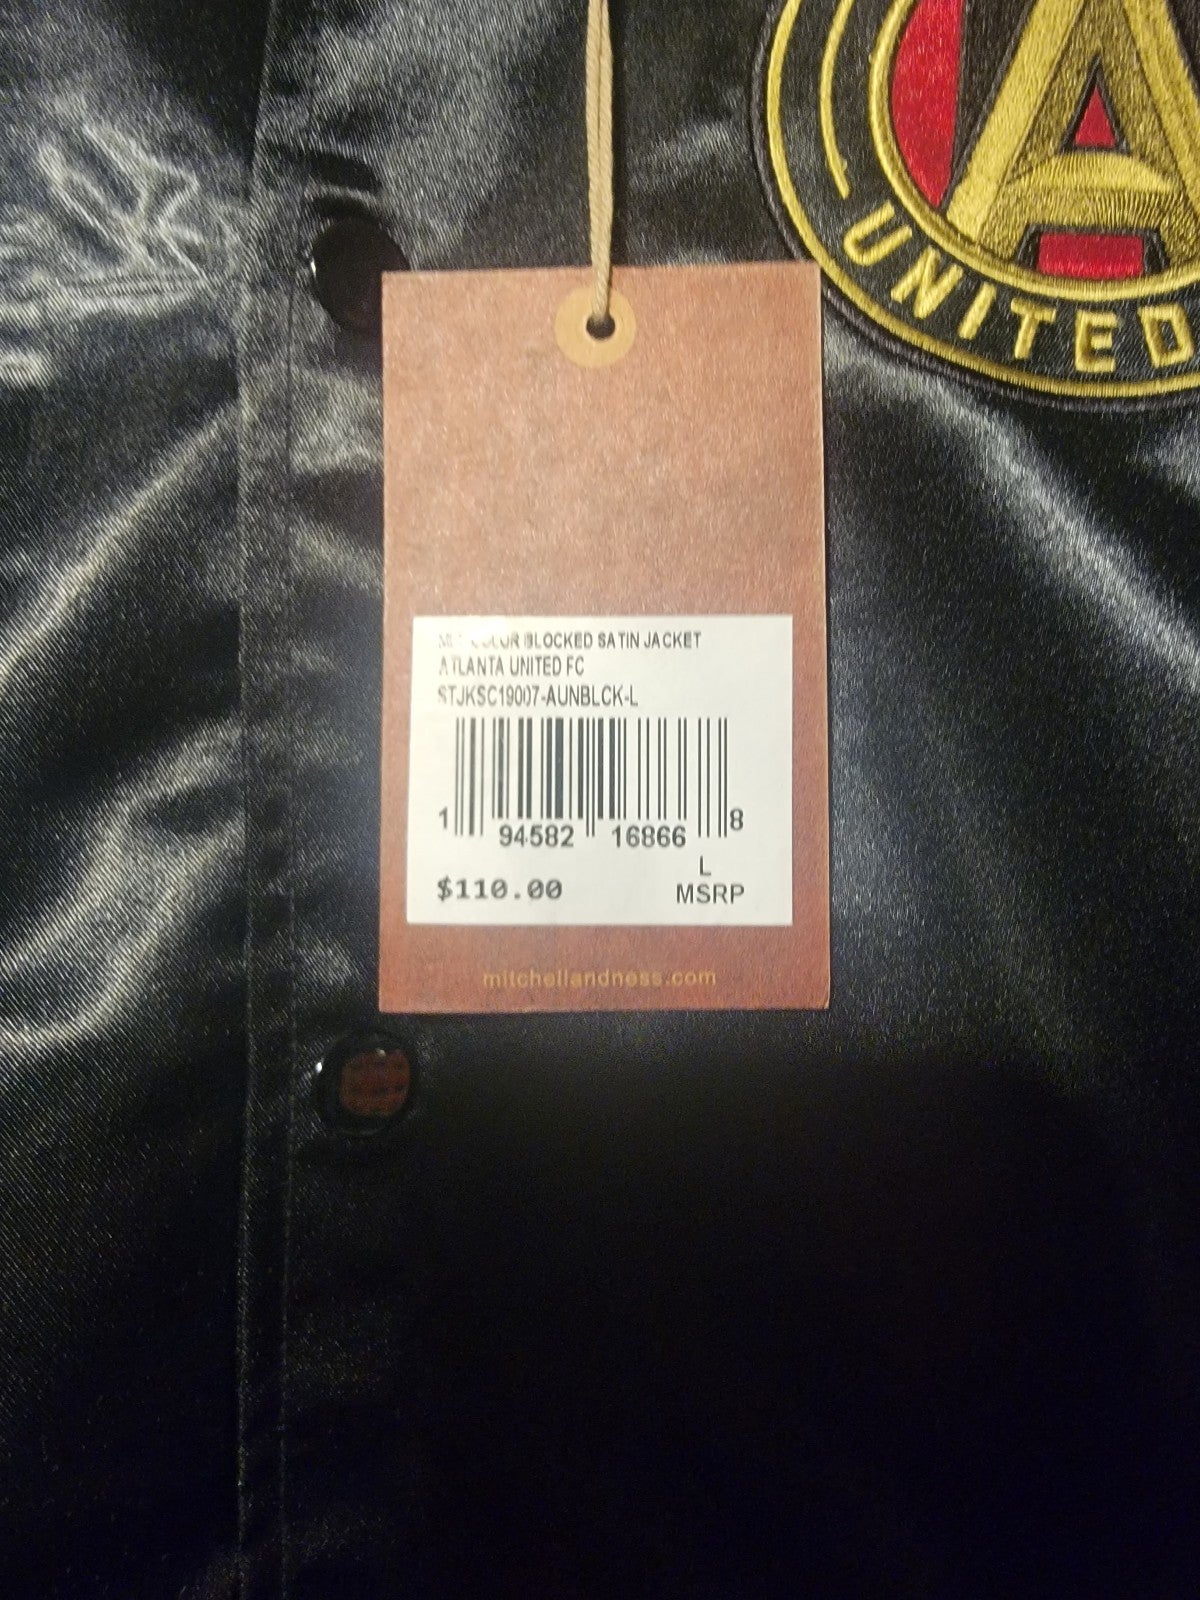 UNITED
COLOR BLOCKED SATIN JACKET
ATLANTA UNITED FC
STJKSC19007-AUNBLCK-L
1 94582 16866 8
L
$110.00 MSRP
mitchellandness.com